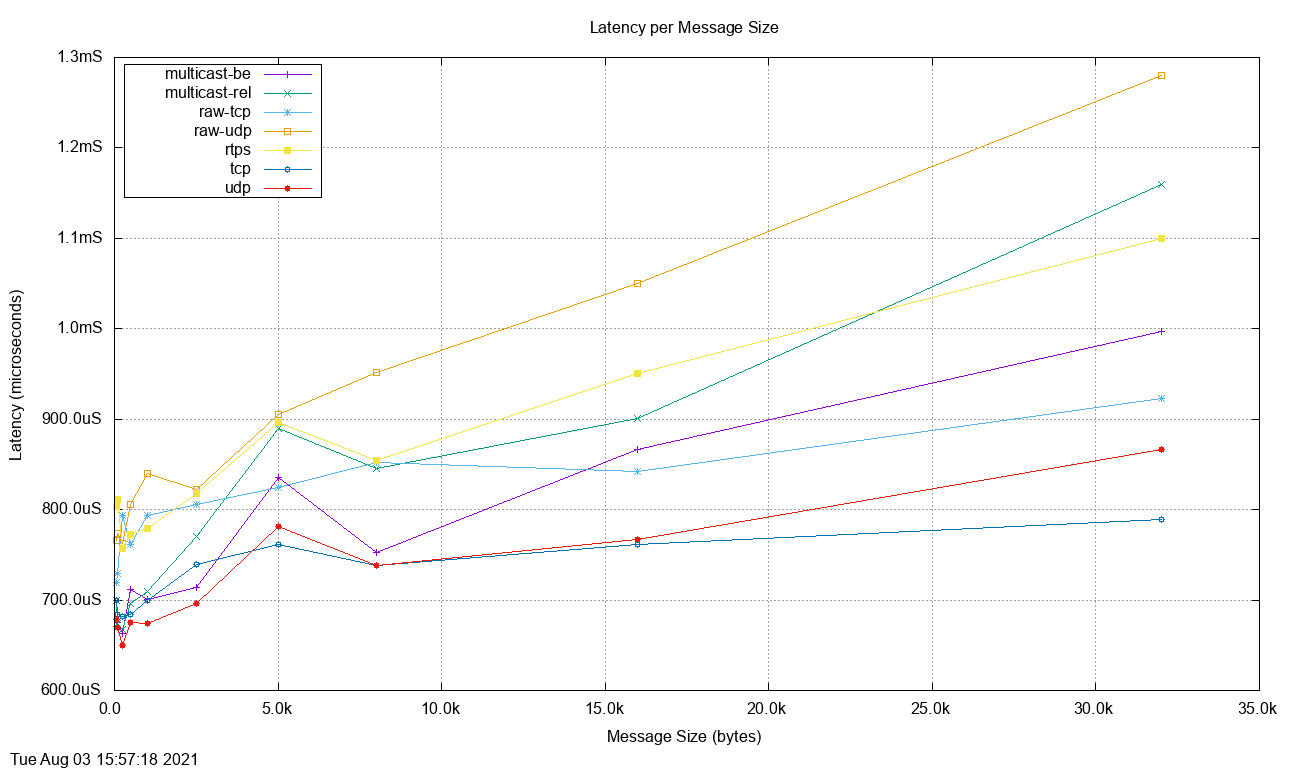 Latency per Message Size
1.3mS
1.2mS
1.1mS
1.0mS
900.0uS
800.0uS
700.0uS
600.0uS
Latency (microseconds)
multicast-be
multicast-rel
raw-tcp
raw-udp
rtps
tcp
udp
0.0 5.0k 10.0k 15.0k 20.0k 25.0k 30.0k 35.0k
Message Size (bytes)
Tue Aug 03 15:57:18 2021